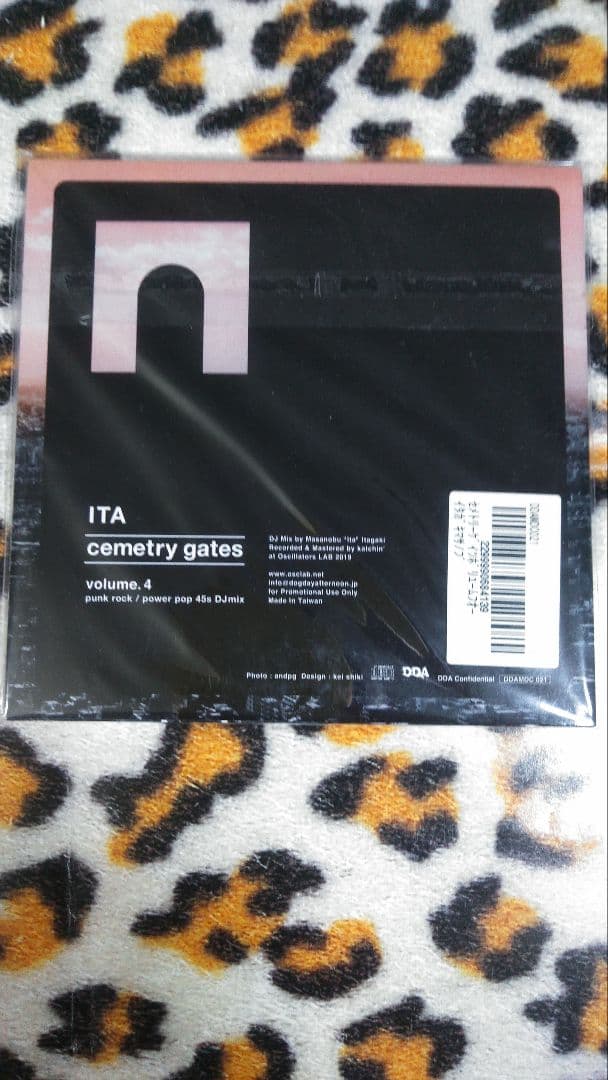 ITA
cemetry gates
volume. 4
punk rock / power pop 45s DJmix
DJ Mix by Masanobu "Ita" Itagaki
Recorded & Mastered by kaichin'
at Oscillators LAB 2019
www.osclab.net
info@dogdayafternoon.jp
for Promotional Use Only
Made in Taiwan
Photo : andpg Design : kei shiki
DDA
DDA Confidential
DDAMDC 021